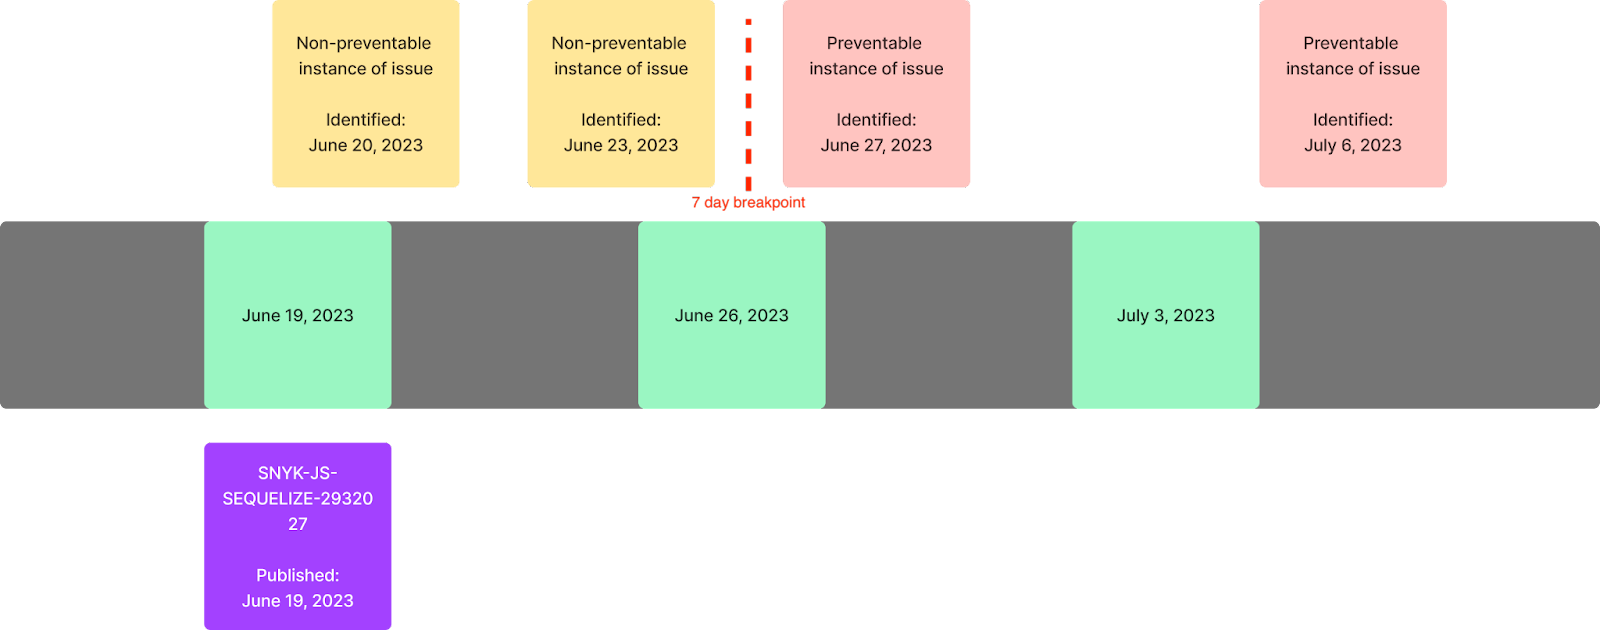 Non-preventable
instance of issue
Identified:
June 20, 2023
Non-preventable
instance of issue
Identified:
June 23, 2023
Preventable
instance of issue
Identified:
June 27, 2023
Preventable
instance of issue
Identified:
July 6, 2023
7 day breakpoint
June 19, 2023
June 26, 2023
July 3, 2023
SNYK-JS-
SEQUELIZE-29320
27
Published:
June 19, 2023